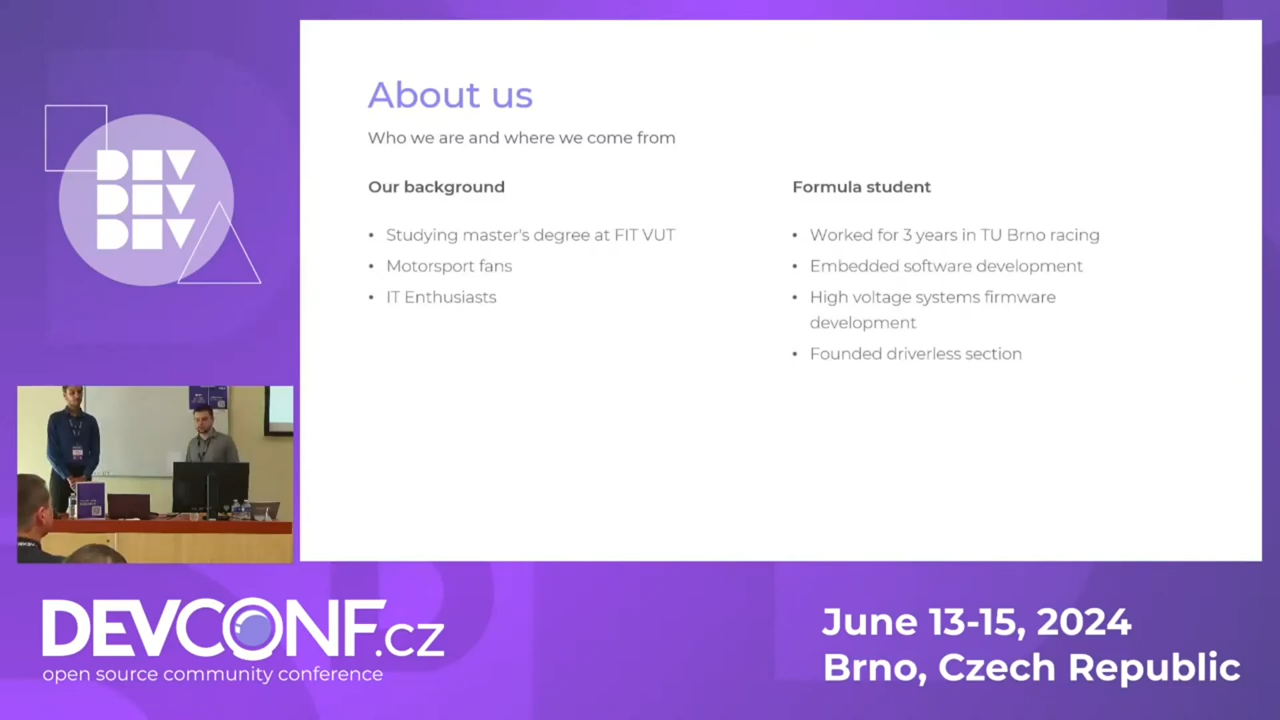 DEV
DEV
DEV
About us
Who we are and where we come from
Our background
• Studying master's degree at FIT VUT
• Motorsport fans
• IT Enthusiasts
Formula student
• Worked for 3 years in TU Brno racing
• Embedded software development
• High voltage systems firmware
development
• Founded driverless section
DEVCONF.cz
open source community conference
June 13-15, 2024
Brno, Czech Republic